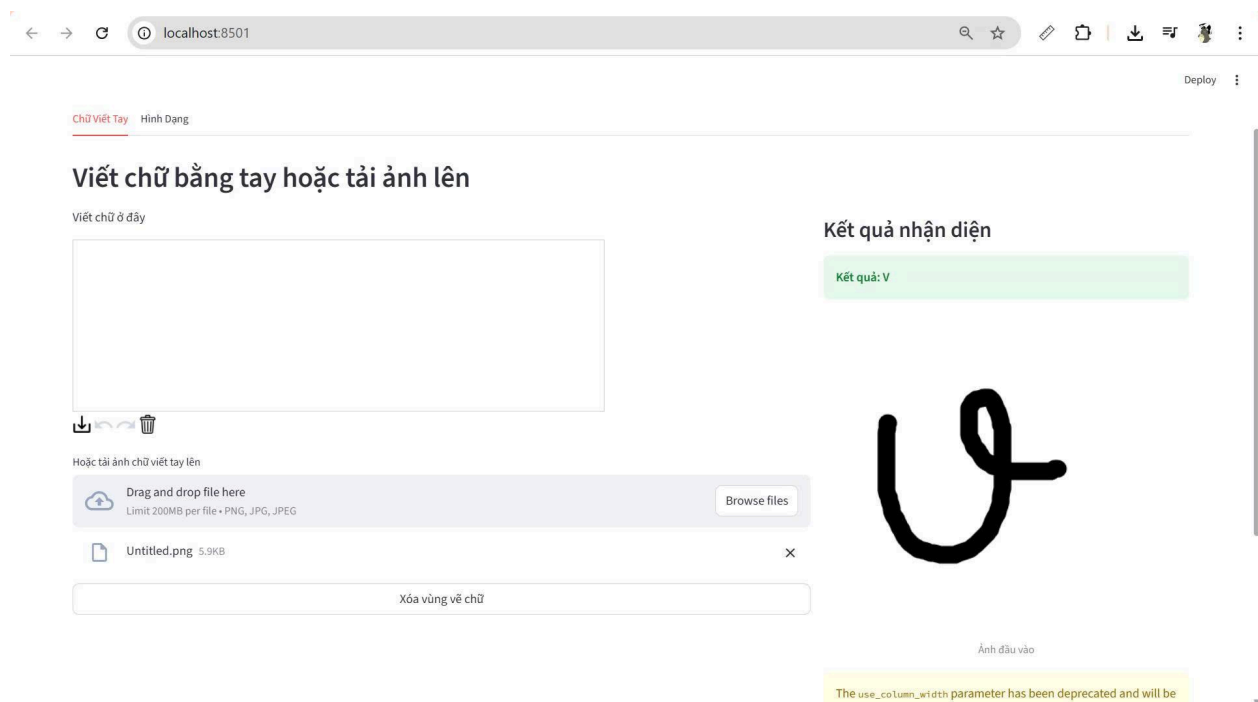 localhost:8501
Deploy
Chữ Viết Tay Hình Dạng
Viết chữ bằng tay hoặc tải ảnh lên
Viết chữ ở đây
Kết quả nhận diện
Kết quả: V
Hoặc tải ảnh chữ viết tay lên
Drag and drop file here
Limit 200MB per file • PNG, JPG, JPEG
Browse files
Untitled.png 5.9KB
Xóa vùng vẽ chữ
v
Ảnh đầu vào
The use_column_width parameter has been deprecated and will be